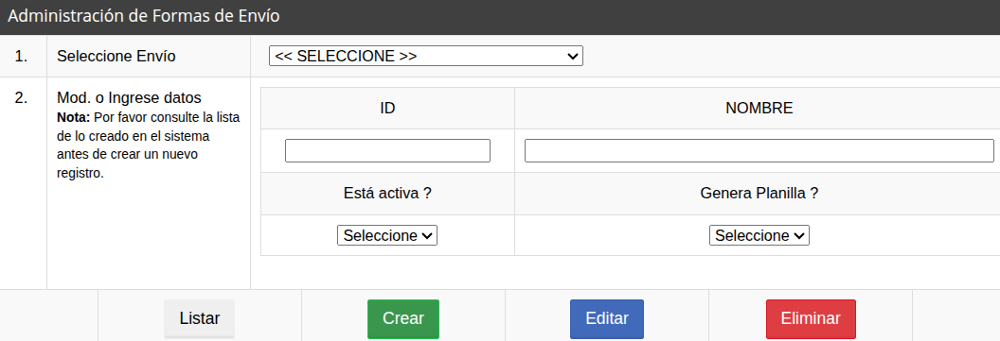 Administración de Formas de Envío
1. Seleccione Envío << SELECCIONE >>
2. Mod. o Ingrese datos
Nota: Por favor consulte la lista
de lo creado en el sistema
antes de crear un nuevo
registro.
ID NOMBRE
Está activa ? Genera Planilla ?
Seleccione Seleccione
Listar Crear Editar Eliminar